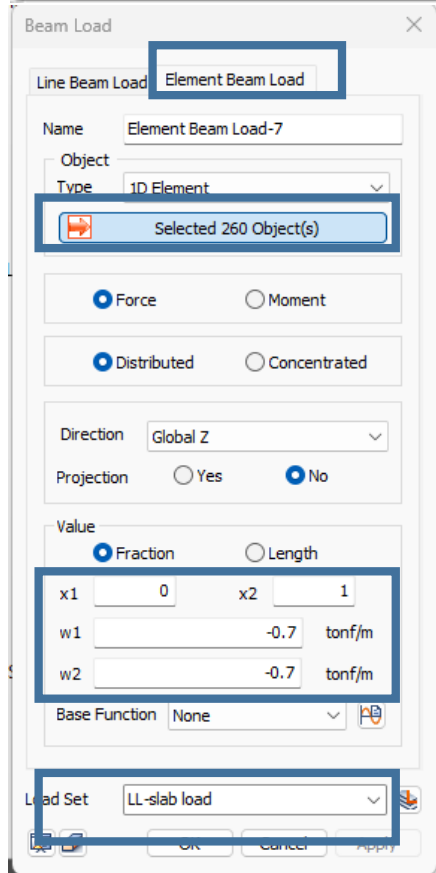 Beam Load
Line Beam Load Element Beam Load
Name Element Beam Load-7
Object
Type 1D Element
Selected 260 Object(s)
Force Moment
Distributed Concentrated
Direction Global Z
Projection Yes No
Value
Fraction Length
x1 0 x2 1
w1 -0.7 tonf/m
w2 -0.7 tonf/m
Base Function None
Load Set LL-slab load
OK Cancel Apply